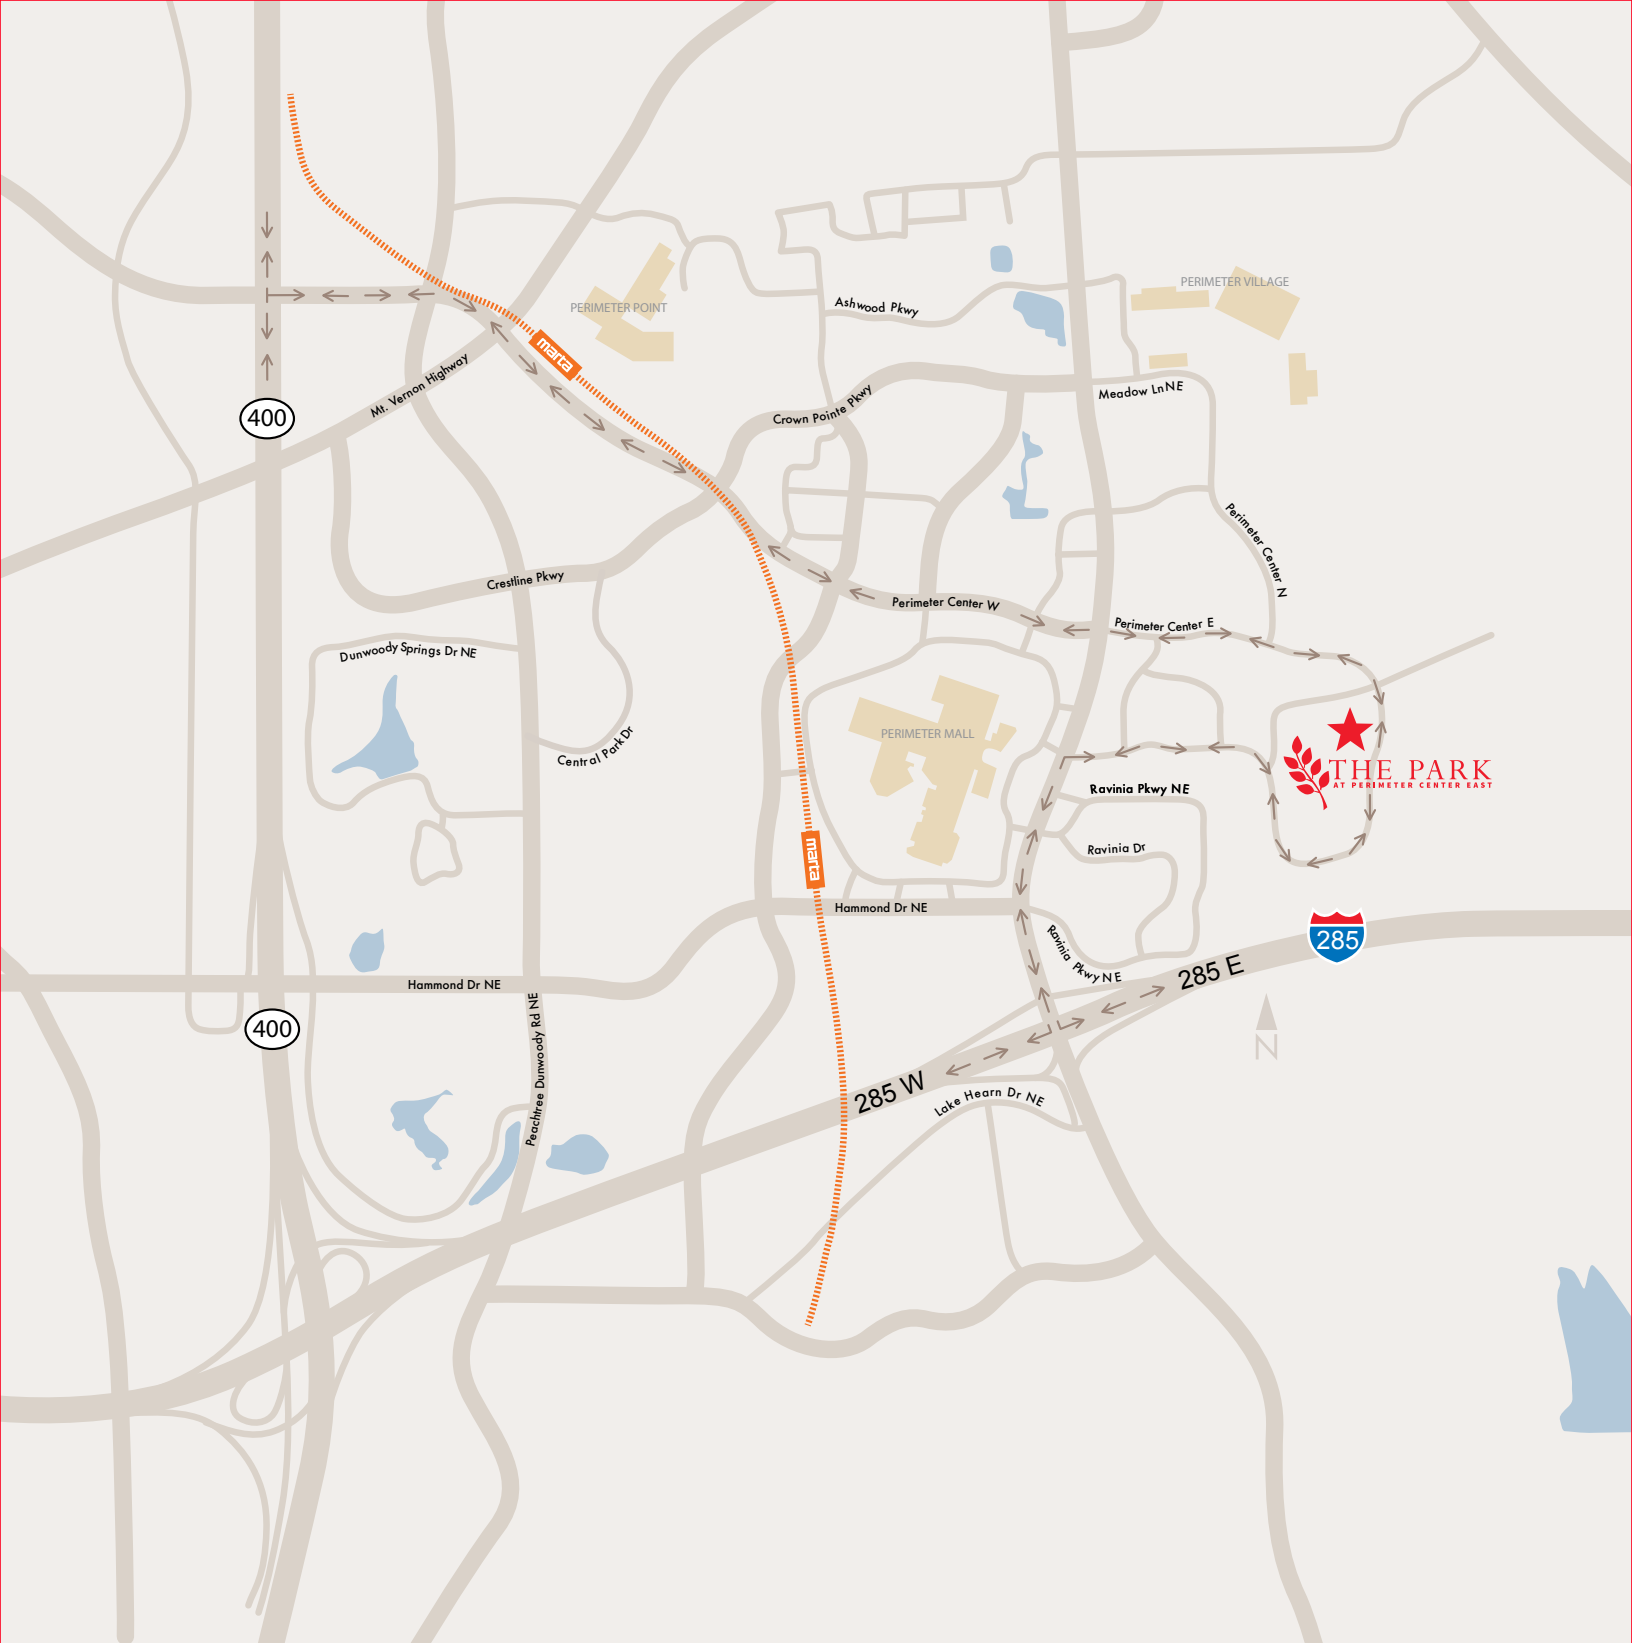 PERIMETER VILLAGE
PERIMETER POINT
Ashwood Pkwy
marta
Mt. Vernon Highway
Meadow Ln NE
Crown Pointe Pkwy
400
Perimeter Center N
Crestline Pkwy
Perimeter Center W
Perimeter Center E
Dunwoody Springs Dr NE
PERIMETER MALL
Central Park Dr
THE PARK
AT PERIMETER CENTER EAST
Ravinia Pkwy NE
Ravinia Dr
marta
Hammond Dr NE
285
Ravinia Pkwy NE
285 E
Hammond Dr NE
400
Peachtree Dunwoody Rd NE
N
285 W
Lake Hearn Dr NE